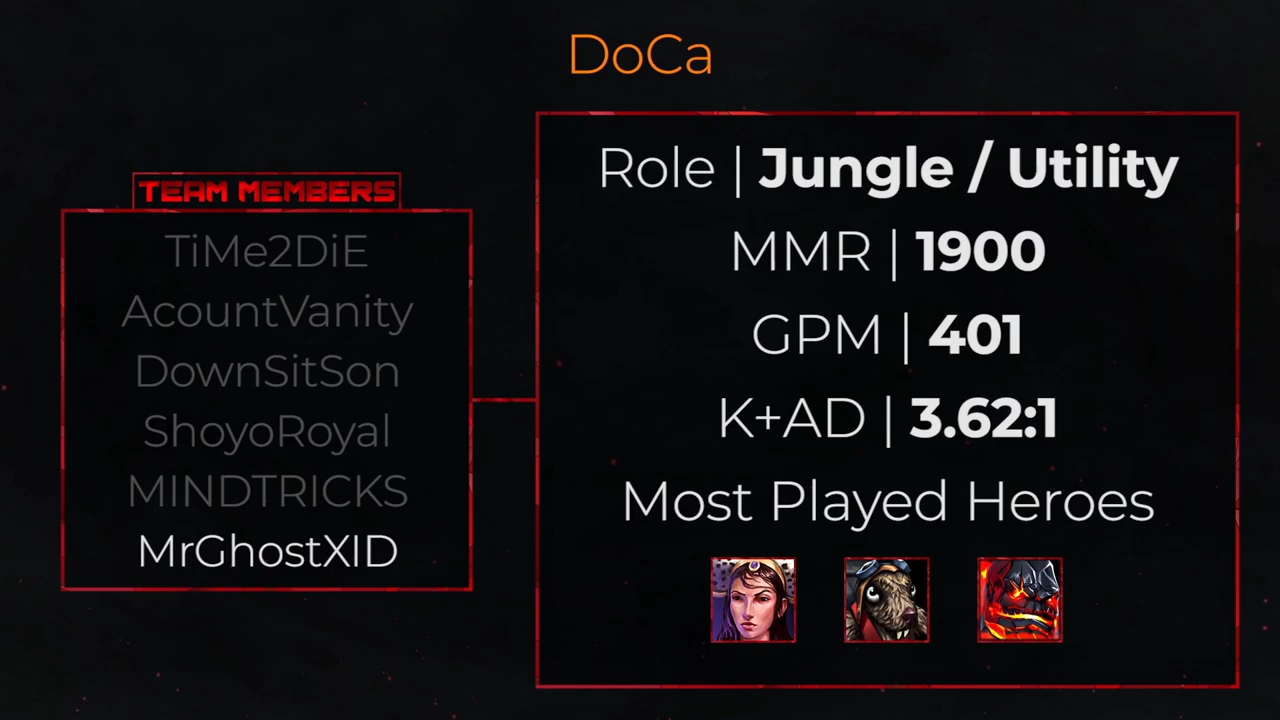 DoCa
TEAM MEMBERS
TiMe2DiE
AcountVanity
DownSitSon
ShoyoRoyal
MINDTRICKS
MrGhostXID
Role | Jungle / Utility
MMR | 1900
GPM | 401
K+AD | 3.62:1
Most Played Heroes